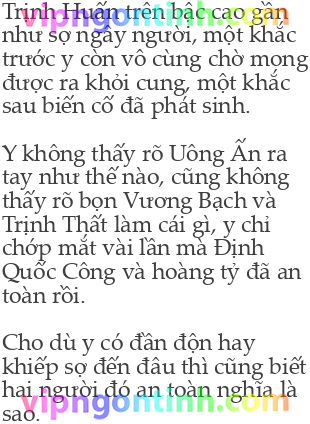 vipngontinh.com
Trịnh Huấn trên bậc cao gần
như sợ ngây người, một khắc
trước y còn vô cùng chờ mong
được ra khỏi cung, một khắc
sau biến cố đã phát sinh.
Y không thấy rõ Uông Ấn ra
tay như thế nào, cũng không
thấy rõ bọn Vương Bạch và
Trịnh Thất làm cái gì, y chỉ
chớp mắt vài lần mà Định
Quốc Công và hoàng tỷ đã an
toàn rồi.
Cho dù y có đần độn hay
khiếp sợ đến đâu thì cũng biết
hai người đó an toàn nghĩa là
sao.
vipngontinh.com